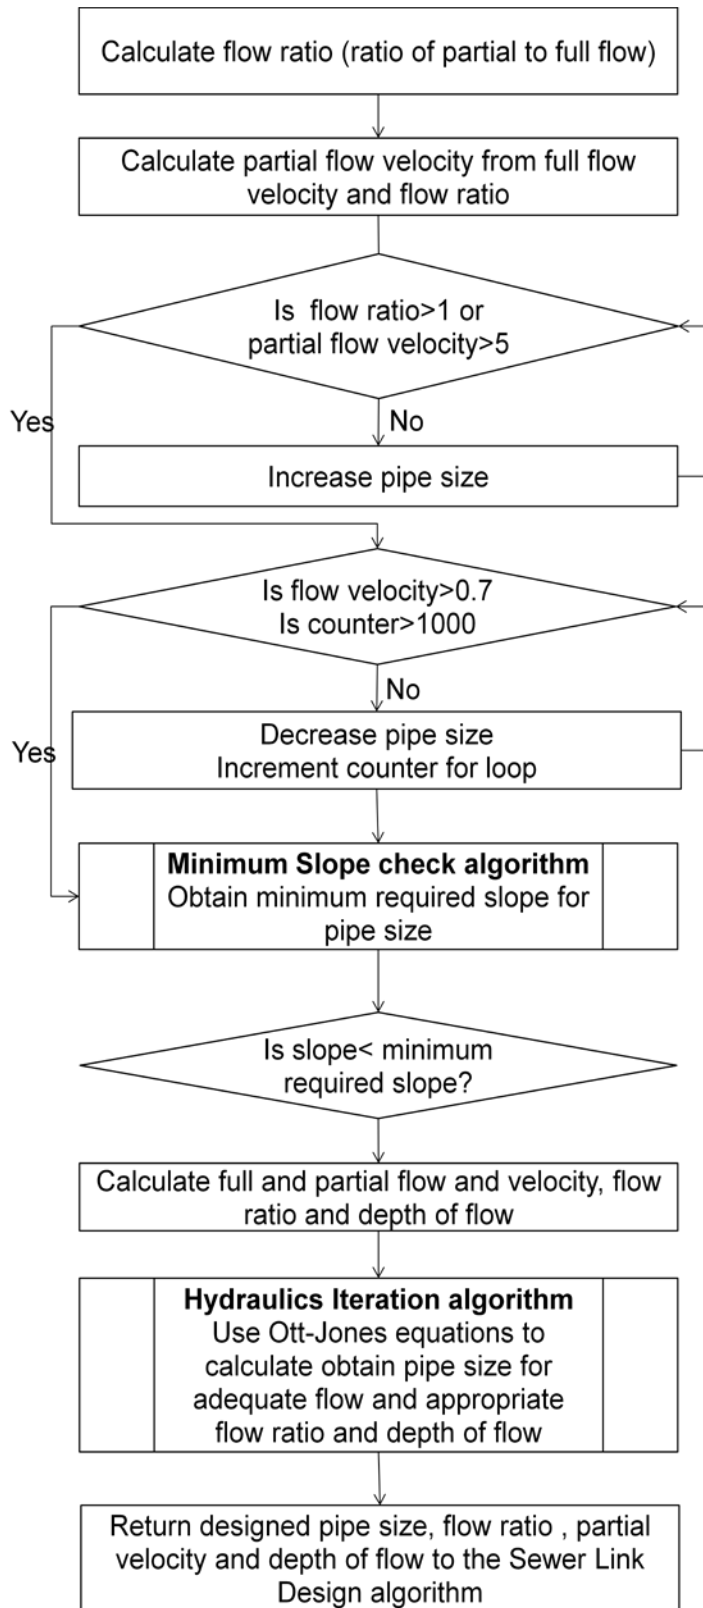 Calculate flow ratio (ratio of partial to full flow)
Calculate partial flow velocity from full flow
velocity and flow ratio
Is  flow ratio>1 or
partial flow velocity>5
Yes
No
Increase pipe size
Is flow velocity>0.7
Is counter>1000
No
Yes
Decrease pipe size
Increment counter for loop
Minimum Slope check algorithm
Obtain minimum required slope for
pipe size
Is slope< minimum
required slope?
Calculate full and partial flow and velocity, flow
ratio and depth of flow
Hydraulics Iteration algorithm
Use Ott-Jones equations to
calculate obtain pipe size for
adequate flow and appropriate
flow ratio and depth of flow
Return designed pipe size, flow ratio , partial
velocity and depth of flow to the Sewer Link
Design algorithm